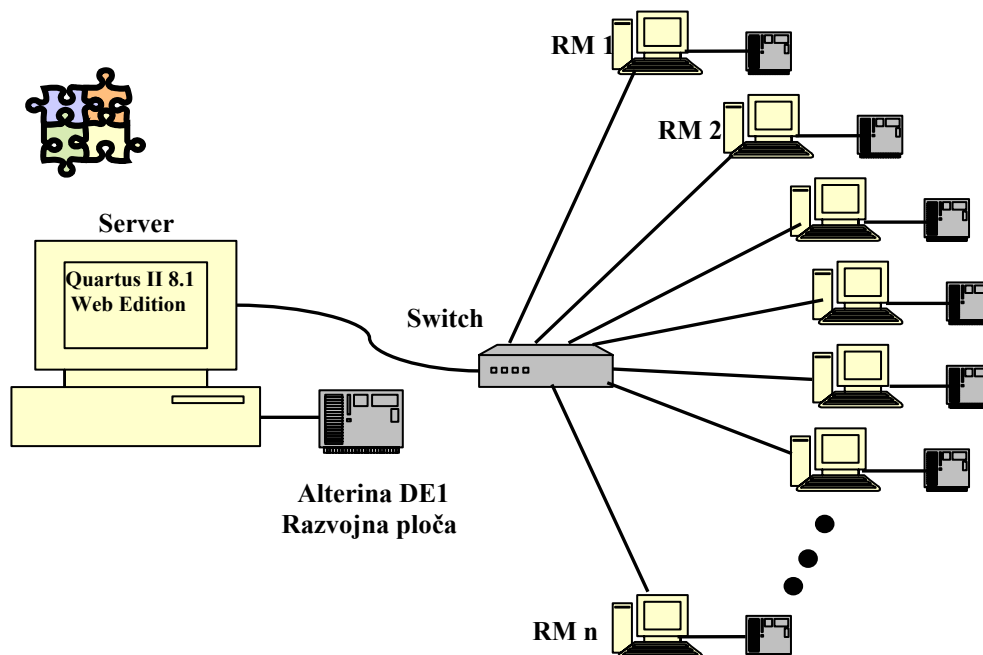 RM 1
RM 2
Server
Quartus II 8.1
Web Edition
Switch
Alterina DE1
Razvojna ploča
RM n